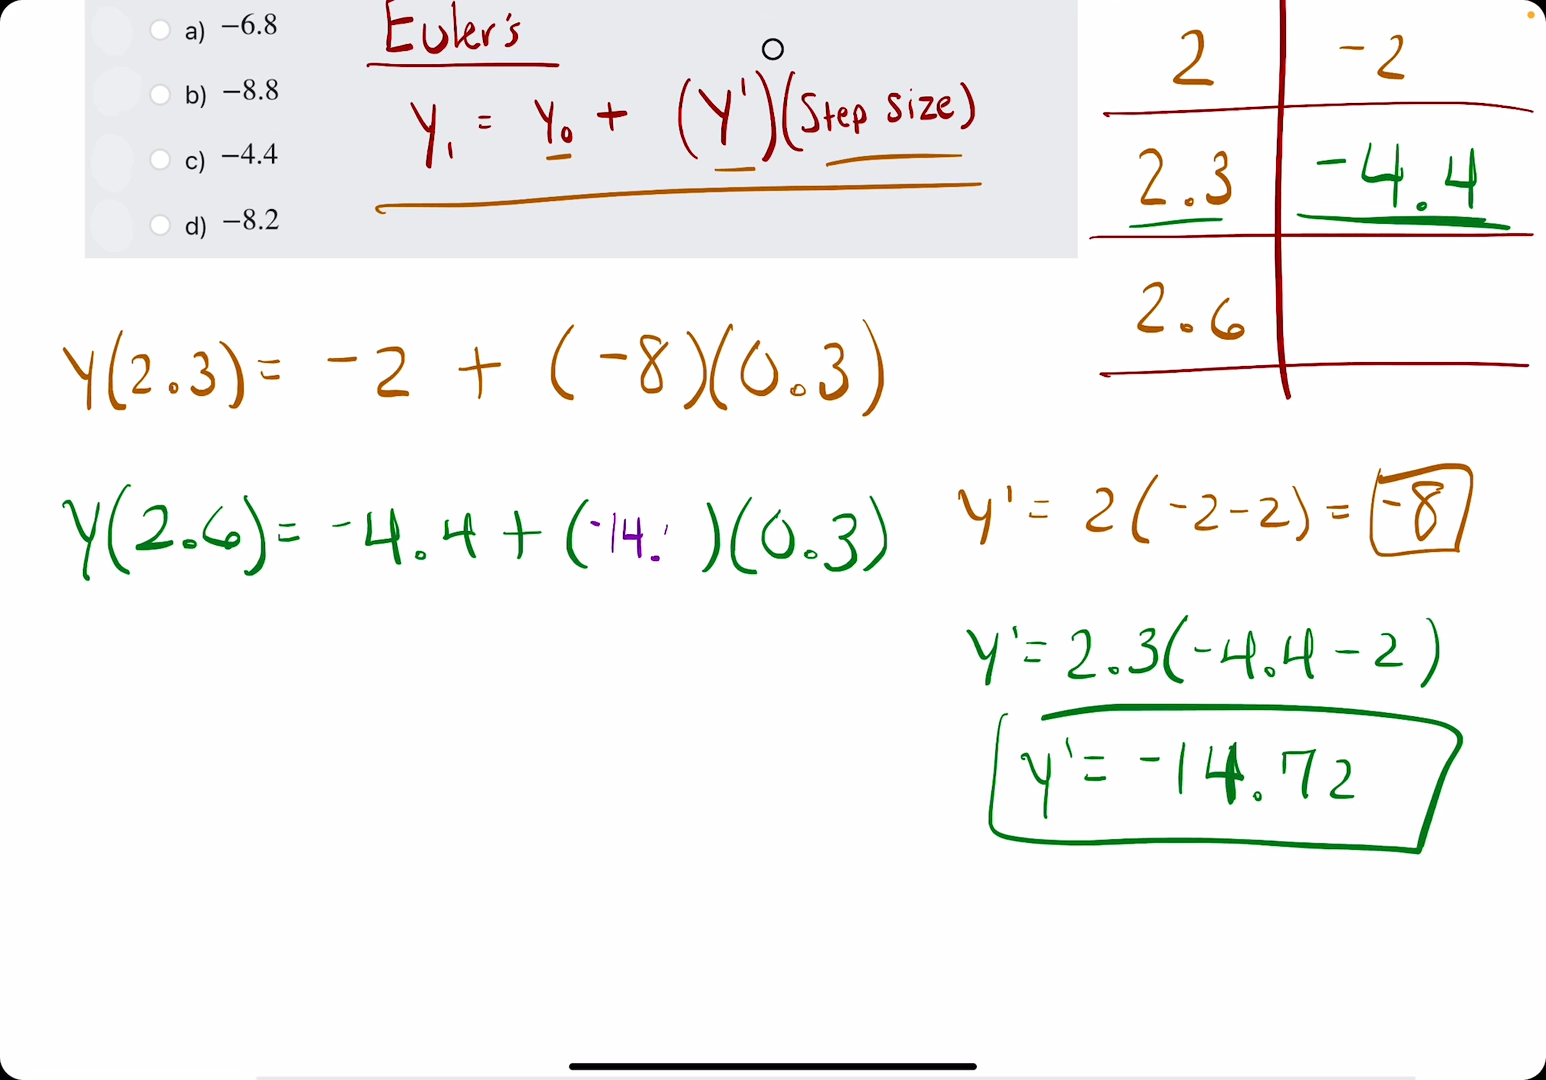 a) −6.8
b) −8.8
c) −4.4
d) −8.2
Euler's
y₁ = y₀ + (y')(Step size)
2 -2
2.3 -4.4
2.6
y(2.3) = -2 + (-8)(0.3)
y(2.6) = -4.4 + (-14. )(0.3)
y' = 2(-2-2) = -8
y' = 2.3(-4.4-2)
y' = -14.72